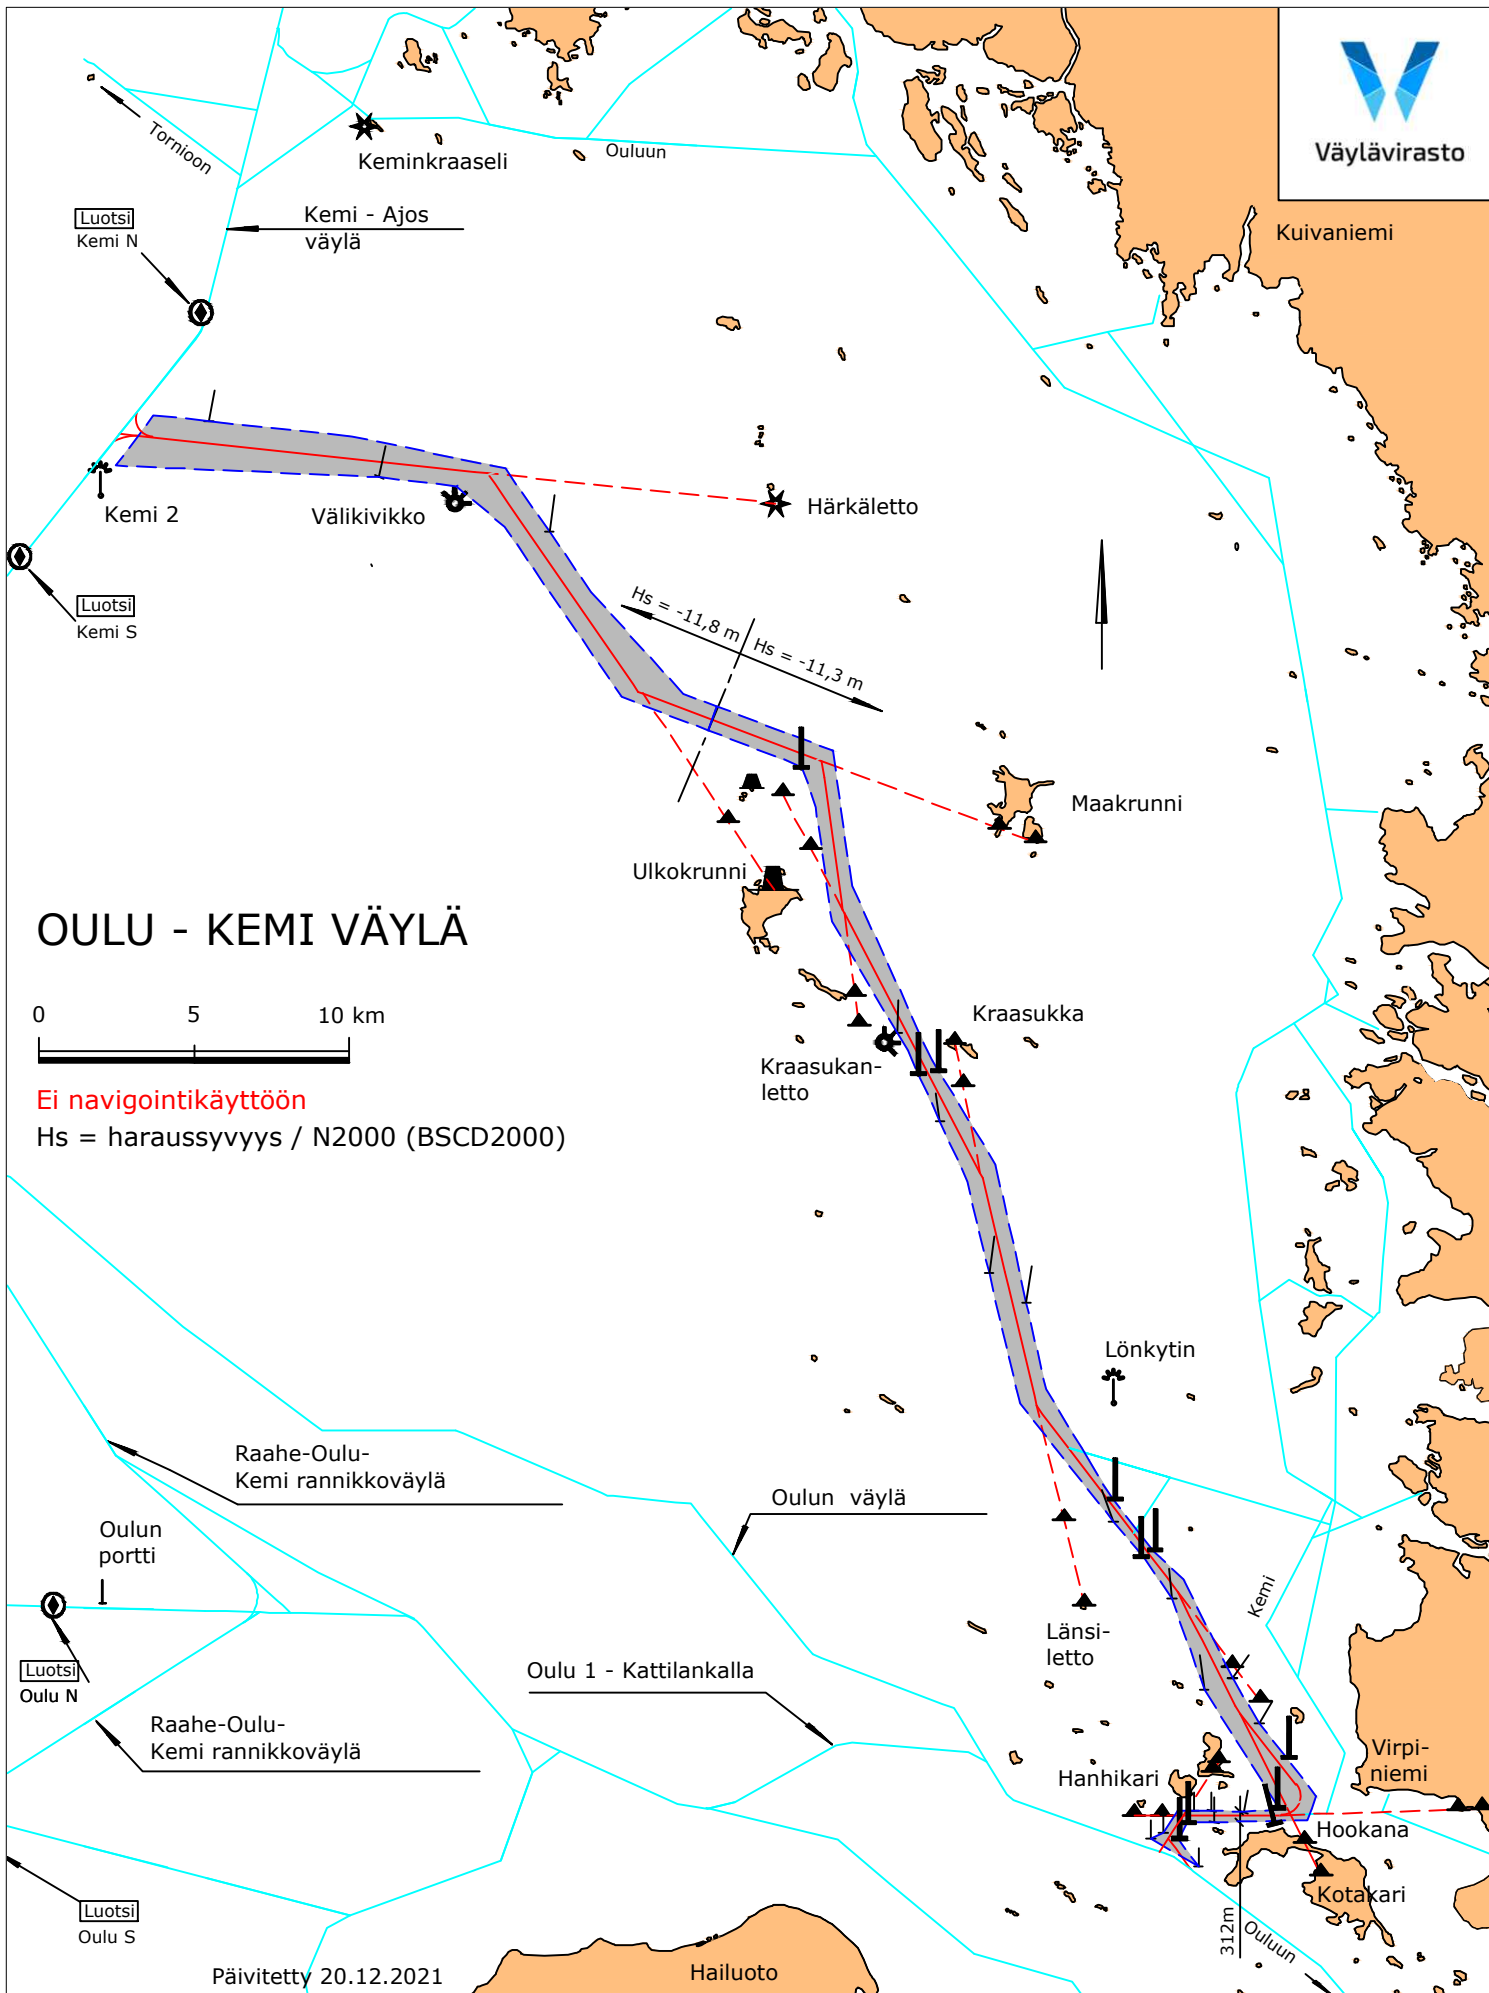 Väylävirasto
Tornioon
Keminkraaseli
Ouluun
Luotsi
Kemi N
Kemi - Ajos
väylä
Kuivaniemi
Kemi 2
Välikivikko
Härkäletto
Luotsi
Kemi S
Hs = -11,8 m
Hs = -11,3 m
Maakrunni
Ulkokrunni
OULU - KEMI VÄYLÄ
0 5 10 km
Kraasukka
Kraasukan-
letto
Ei navigointikäyttöön
Hs = haraussyvyys / N2000 (BSCD2000)
Lönkytin
Raahe-Oulu-
Kemi rannikkoväylä
Oulun väylä
Oulun
portti
Kemi
Länsi-
letto
Luotsi
Oulu N
Oulu 1 - Kattilankalla
Raahe-Oulu-
Kemi rannikkoväylä
Virpi-
niemi
Hanhikari
Hookana
Kotakari
Luotsi
Oulu S
312m
Ouluun
Hailuoto
Päivitetty 20.12.2021